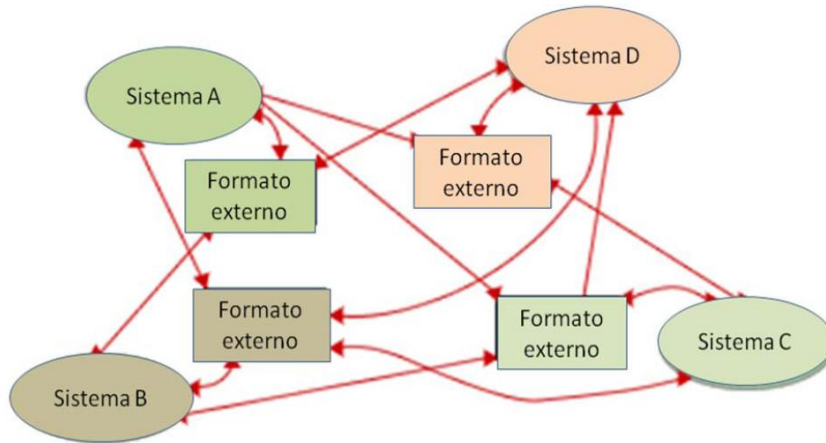 Sistema A
Sistema D
Formato
externo
Formato
externo
Formato
externo
Formato
externo
Sistema C
Sistema B